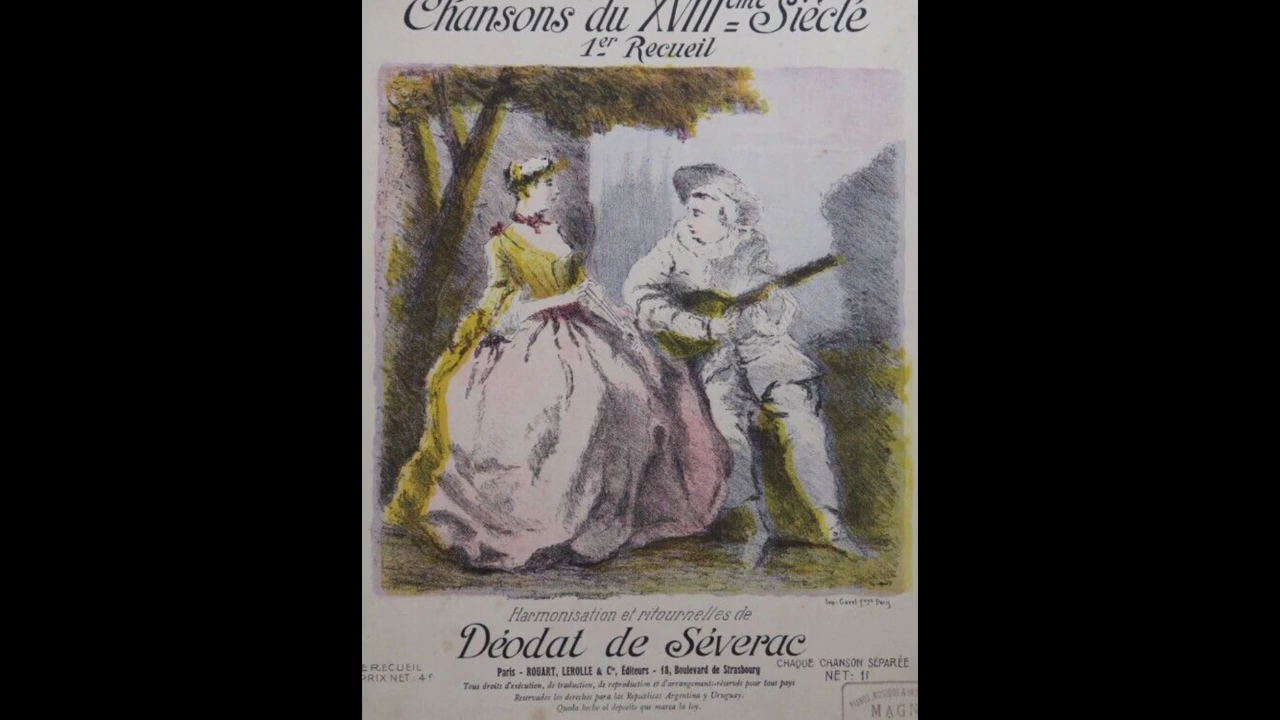 Chansons du XVIIIème Siècle
1er Recueil
Imp. Gavel Paris
Harmonisation et ritournelles de
Déodat de Séverac
E RECUEIL
PRIX NET: 4f
Paris - ROUART, LEROLLE & Cie, Éditeurs - 18, Boulevard de Strasbourg
CHAQUE CHANSON SÉPARÉE
NET: 1f
Tous droits d'exécution, de traduction, de reproduction et d'arrangements réservés pour tous pays
Reservados los derechos para las Republicas Argentina y Uruguay.
Queda hecho el deposito que marca la ley.
MAGN